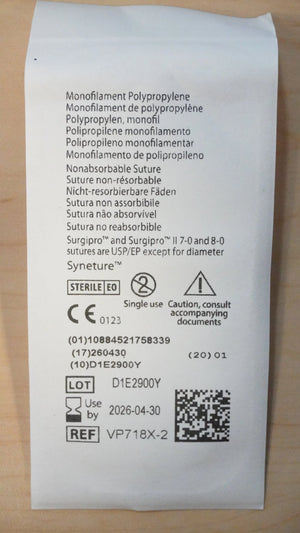 Monofilament Polypropylene
Monofilament de polypropylène
Polypropylen, monofil
Polipropilene monofilamento
Polipropileno monofilamentar
Monofilamento de polipropileno
Nonabsorbable Suture
Suture non-résorbable
Nicht-resorbierbare Fäden
Sutura non assorbibile
Sutura não absorvível
Sutura no reabsorbible
Surgipro™ and Surgipro™ II 7-0 and 8-0
sutures are USP/EP except for diameter
Syneture™
STERILE EO
2
Single use
Caution, consult
accompanying
documents
CE 0123
(01)10884521758339
(17)260430 (20)01
(10)D1E2900Y
LOT D1E2900Y
Use
by 2026-04-30
REF VP718X-2